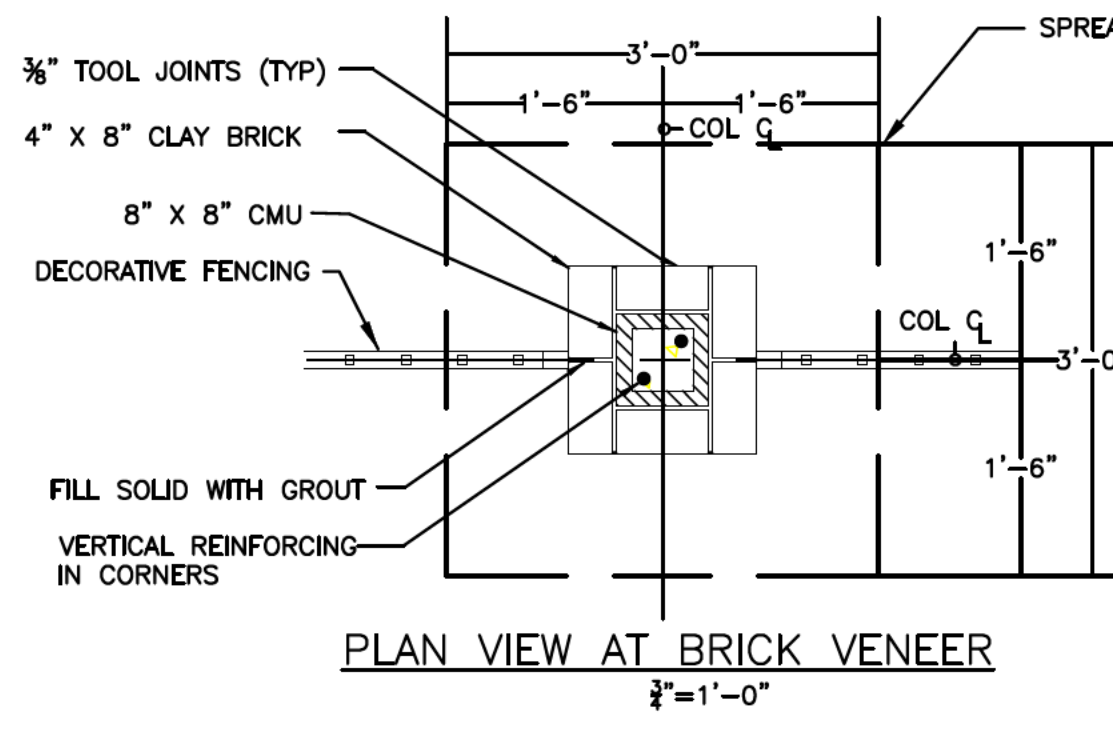 SPREA
3'-0"
⅜" TOOL JOINTS (TYP)
1'-6" 1'-6"
4" X 8" CLAY BRICK
COL ℄
8" X 8" CMU
1'-6"
DECORATIVE FENCING
COL ℄
3'-0
1'-6"
FILL SOLID WITH GROUT
VERTICAL REINFORCING
IN CORNERS
PLAN VIEW AT BRICK VENEER
¾"=1'-0"